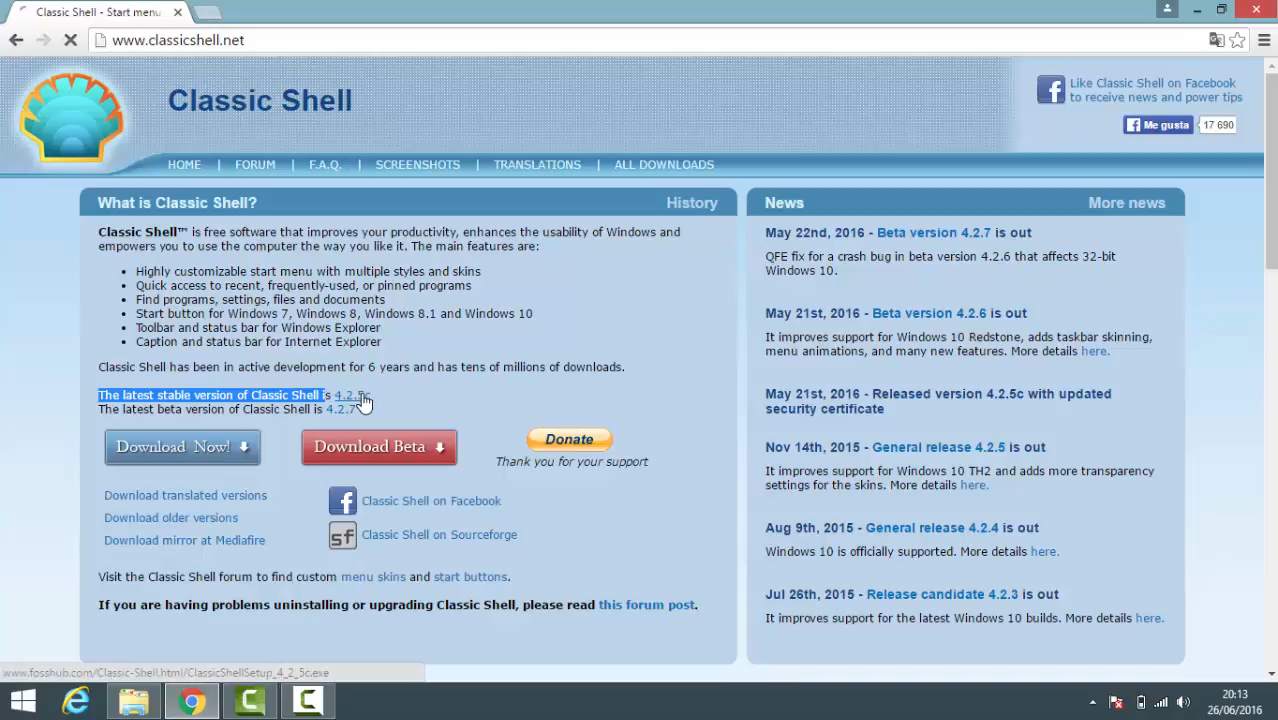 Classic Shell - Start menu
www.classicshell.net
Classic Shell
Like Classic Shell on Facebook
to receive news and power tips
Me gusta
17 690
HOME | FORUM | F.A.Q. | SCREENSHOTS | TRANSLATIONS | ALL DOWNLOADS
What is Classic Shell?
History
Classic Shell™ is free software that improves your productivity, enhances the usability of Windows and
empowers you to use the computer the way you like it. The main features are:
• Highly customizable start menu with multiple styles and skins
• Quick access to recent, frequently-used, or pinned programs
• Find programs, settings, files and documents
• Start button for Windows 7, Windows 8, Windows 8.1 and Windows 10
• Toolbar and status bar for Windows Explorer
• Caption and status bar for Internet Explorer
Classic Shell has been in active development for 6 years and has tens of millions of downloads.
The latest stable version of Classic Shell is 4.2.5c
The latest beta version of Classic Shell is 4.2.7
Download Now!
Download Beta
Donate
Thank you for your support
Download translated versions
Download older versions
Download mirror at Mediafire
Classic Shell on Facebook
sf
Classic Shell on Sourceforge
Visit the Classic Shell forum to find custom menu skins and start buttons.
If you are having problems uninstalling or upgrading Classic Shell, please read this forum post.
News
More news
May 22nd, 2016 - Beta version 4.2.7 is out
QFE fix for a crash bug in beta version 4.2.6 that affects 32-bit
Windows 10.
May 21st, 2016 - Beta version 4.2.6 is out
It improves support for Windows 10 Redstone, adds taskbar skinning,
menu animations, and many new features. More details here.
May 21st, 2016 - Released version 4.2.5c with updated
security certificate
Nov 14th, 2015 - General release 4.2.5 is out
It improves support for Windows 10 TH2 and adds more transparency
settings for the skins. More details here.
Aug 9th, 2015 - General release 4.2.4 is out
Windows 10 is officially supported. More details here.
Jul 26th, 2015 - Release candidate 4.2.3 is out
It improves support for the latest Windows 10 builds. More details here.
www.fosshub.com/Classic-Shell.html/ClassicShellSetup_4_2_5c.exe
20:13
26/06/2016